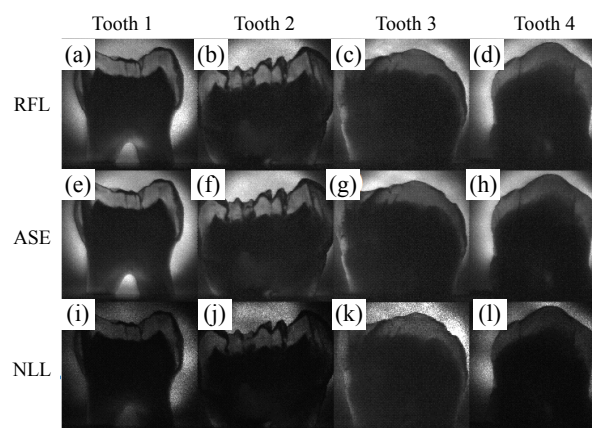 Tooth 1 Tooth 2 Tooth 3 Tooth 4
(a) (b) (c) (d)
RFL
(e) (f) (g) (h)
ASE
(i) (j) (k) (l)
NLL